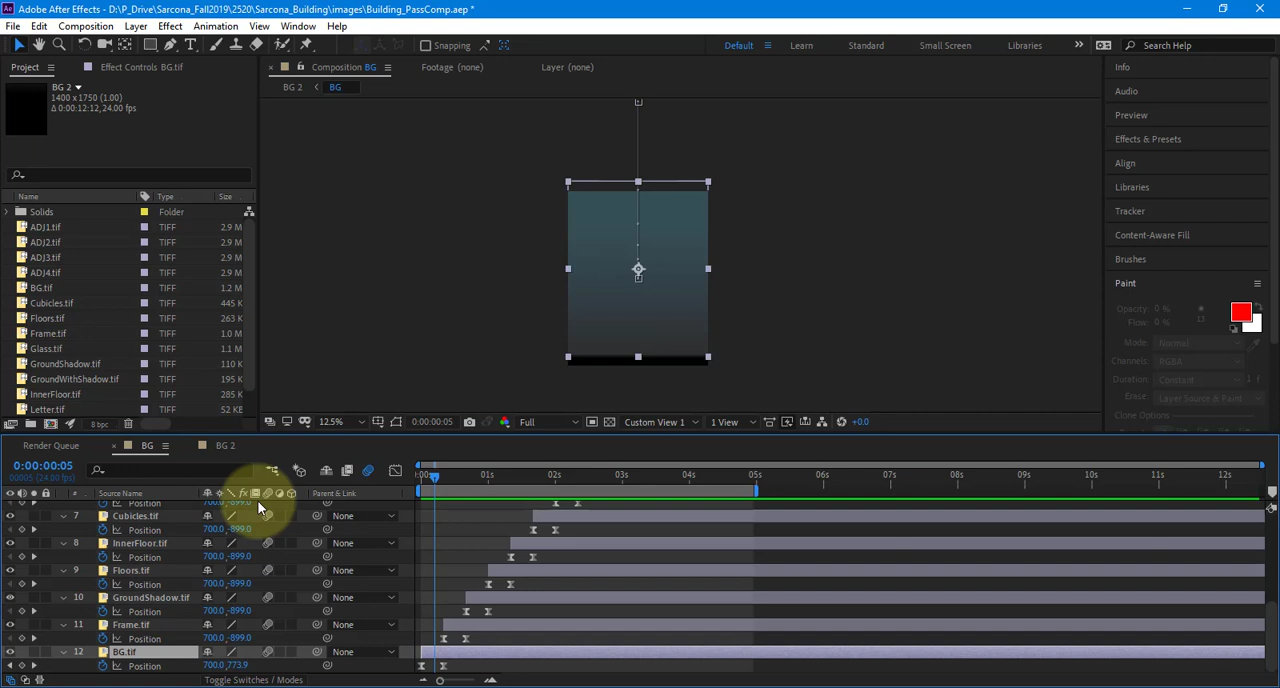 Adobe After Effects - D:\P_Drive\Sarcona_Fall2019\2520\Sarcona_Building\images\Building_PassComp.aep *
File Edit Composition Layer Effect Animation View Window Help
Snapping Default Learn Standard Small Screen Libraries Search Help
Project Effect Controls BG.tif Composition BG Footage (none) Layer (none) Info
BG 2 BG 2 BG
1400 x 1750 (1.00)
Δ 0:00:12:12, 24.00 fps
Audio
Preview
Effects & Presets
Align
Libraries
Tracker
Content-Aware Fill
Brushes
Paint
Name Type Size
Solids Folder
ADJ1.tif TIFF 2.9 M
ADJ2.tif TIFF 2.9 M
ADJ3.tif TIFF 2.9 M
ADJ4.tif TIFF 2.9 M
BG.tif TIFF 1.2 M
Cubicles.tif TIFF 445 K
Floors.tif TIFF 263 K
Frame.tif TIFF 1.0 M
Glass.tif TIFF 1.1 M
GroundShadow.tif TIFF 110 K
GroundWithShadow.tif TIFF 195 K
InnerFloor.tif TIFF 285 K
Letter.tif TIFF 52 K
Opacity: 0 %
Flow: 0 %
Mode: Normal
Channels: RGBA
Duration: Constant
Erase: Layer Source & Paint
Clone Options
8 bpc 12.5% 0:00:00:05 Full Custom View 1 1 View +0.0
Render Queue BG BG 2
0:00:00:05
00005 (24.00 fps)
:00s 01s 02s 03s 04s 05s 06s 07s 08s 09s 10s 11s 12s
# Source Name Parent & Link
Position 700.0,-899.0
7 Cubicles.tif None
Position 700.0,-899.0
8 InnerFloor.tif None
Position 700.0,-899.0
9 Floors.tif None
Position 700.0,-899.0
10 GroundShadow.tif None
Position 700.0,-899.0
11 Frame.tif None
Position 700.0,-899.0
12 BG.tif None
Position 700.0,773.9
Toggle Switches / Modes